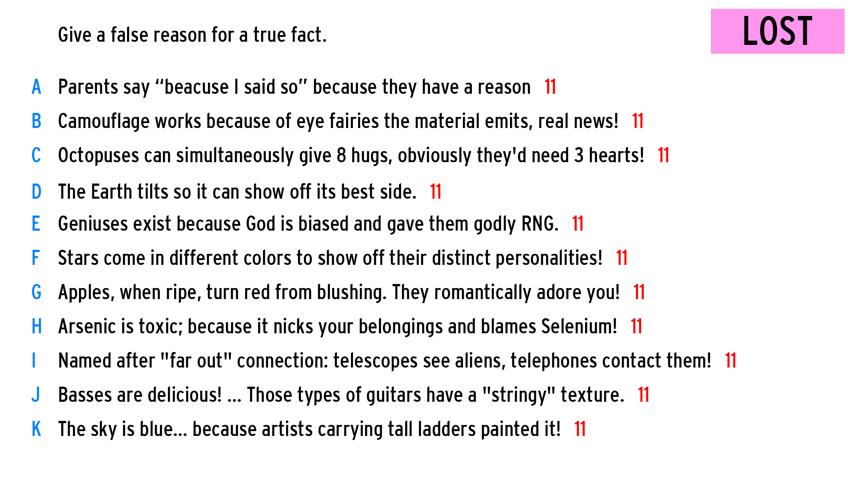 Give a false reason for a true fact.
LOST
A Parents say “beacuse I said so” because they have a reason 11
B Camouflage works because of eye fairies the material emits, real news! 11
C Octopuses can simultaneously give 8 hugs, obviously they'd need 3 hearts! 11
D The Earth tilts so it can show off its best side. 11
E Geniuses exist because God is biased and gave them godly RNG. 11
F Stars come in different colors to show off their distinct personalities! 11
G Apples, when ripe, turn red from blushing. They romantically adore you! 11
H Arsenic is toxic; because it nicks your belongings and blames Selenium! 11
I Named after "far out" connection: telescopes see aliens, telephones contact them! 11
J Basses are delicious! ... Those types of guitars have a "stringy" texture. 11
K The sky is blue... because artists carrying tall ladders painted it! 11